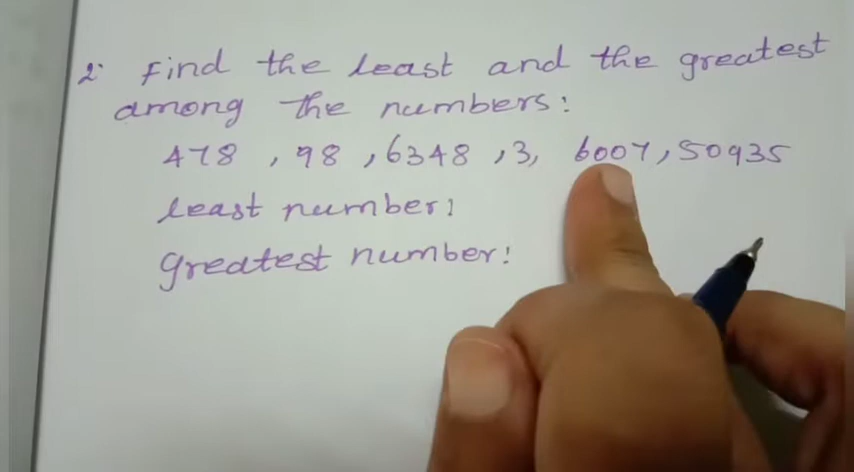 2. Find the least and the greatest
among the numbers:
478 , 98 , 6348 , 3, 6007, 50935
least number:
greatest number: